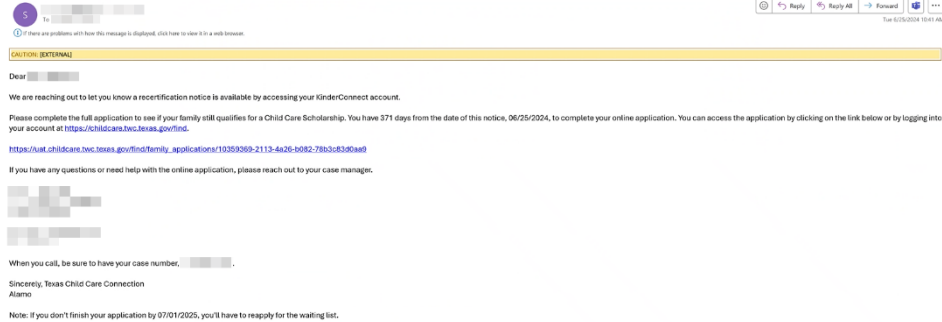 S
Reply
Reply All
Forward
To
Tue 6/25/2024 10:41 AM
If there are problems with how this message is displayed, click here to view it in a web browser.
CAUTION: [EXTERNAL]
Dear
We are reaching out to let you know a recertification notice is available by accessing your KinderConnect account.
Please complete the full application to see if your family still qualifies for a Child Care Scholarship. You have 371 days from the date of this notice, 06/25/2024, to complete your online application. You can access the application by clicking on the link below or by logging into
your account at https://childcare.twc.texas.gov/find.
https://uat.childcare.twc.texas.gov/find/family_applications/10359369-2113-4a26-b082-78b3c83d0aa9
If you have any questions or need help with the online application, please reach out to your case manager.
When you call, be sure to have your case number, .
Sincerely, Texas Child Care Connection
Alamo
Note: If you don't finish your application by 07/01/2025, you'll have to reapply for the waiting list.